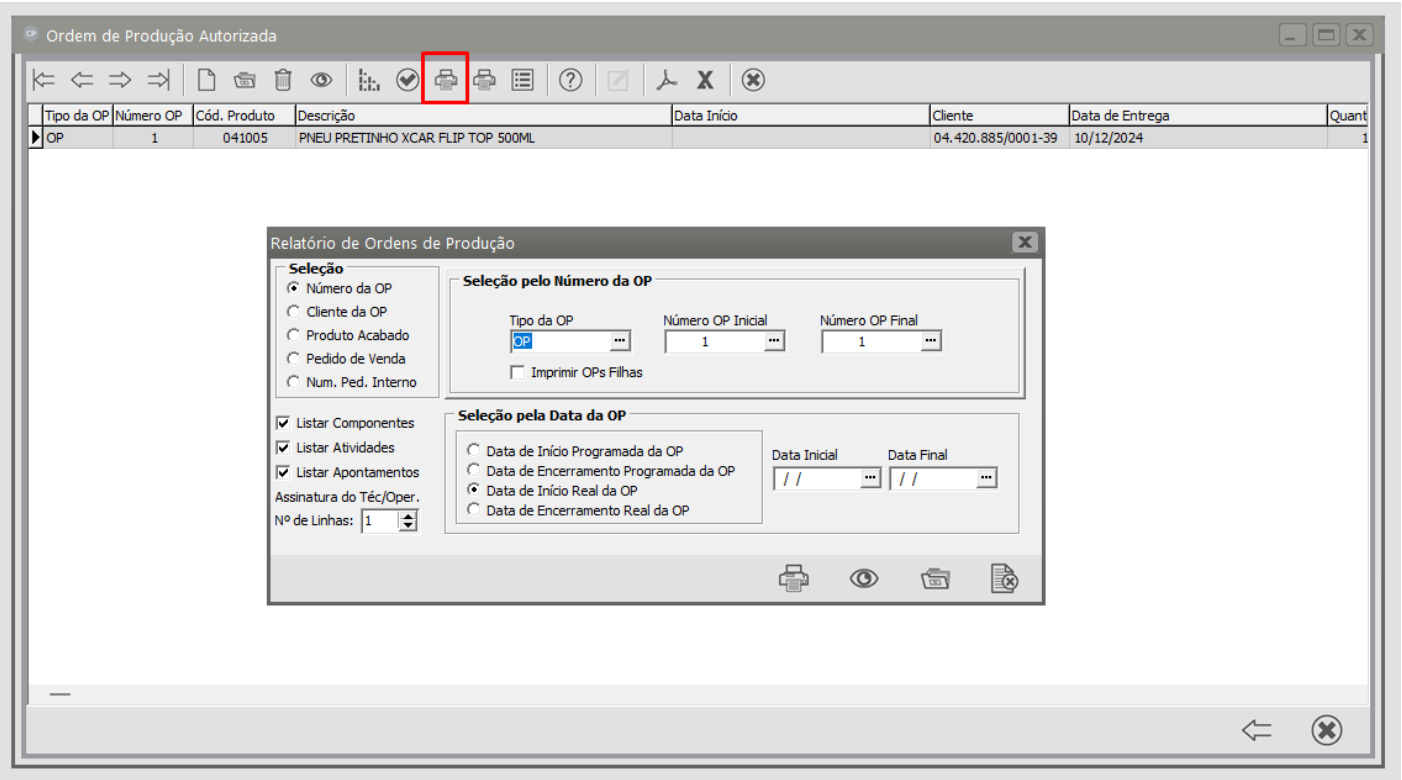 CP Ordem de Produção Autorizada
Tipo da OP Número OP Cód. Produto Descrição Data Início Cliente Data de Entrega Quant
OP 1 041005 PNEU PRETINHO XCAR FLIP TOP 500ML 04.420.885/0001-39 10/12/2024 1
Relatório de Ordens de Produção
Seleção
Número da OP
Cliente da OP
Produto Acabado
Pedido de Venda
Num. Ped. Interno
Seleção pelo Número da OP
Tipo da OP Número OP Inicial Número OP Final
OP ... 1 ... 1 ...
Imprimir OPs Filhas
Listar Componentes
Listar Atividades
Listar Apontamentos
Assinatura do Téc/Oper.
Nº de Linhas: 1
Seleção pela Data da OP
Data de Início Programada da OP
Data de Encerramento Programada da OP
Data de Início Real da OP
Data de Encerramento Real da OP
Data Inicial Data Final
/ / ... / / ...